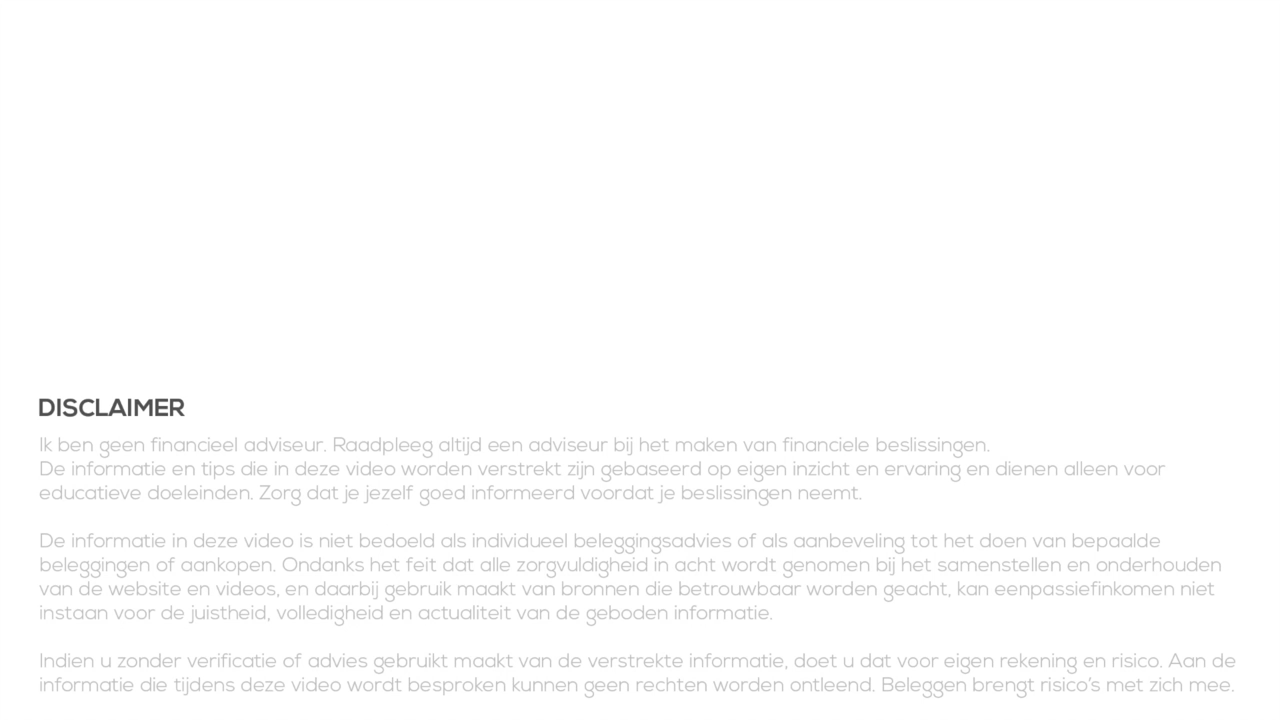 DISCLAIMER
Ik ben geen financieel adviseur. Raadpleeg altijd een adviseur bij het maken van financiele beslissingen.
De informatie en tips die in deze video worden verstrekt zijn gebaseerd op eigen inzicht en ervaring en dienen alleen voor
educatieve doeleinden. Zorg dat je jezelf goed informeerd voordat je beslissingen neemt.
De informatie in deze video is niet bedoeld als individueel beleggingsadvies of als aanbeveling tot het doen van bepaalde
beleggingen of aankopen. Ondanks het feit dat alle zorgvuldigheid in acht wordt genomen bij het samenstellen en onderhouden
van de website en videos, en daarbij gebruik maakt van bronnen die betrouwbaar worden geacht, kan eenpassiefinkomen niet
instaan voor de juistheid, volledigheid en actualiteit van de geboden informatie.
Indien u zonder verificatie of advies gebruikt maakt van de verstrekte informatie, doet u dat voor eigen rekening en risico. Aan de
informatie die tijdens deze video wordt besproken kunnen geen rechten worden ontleend. Beleggen brengt risico's met zich mee.